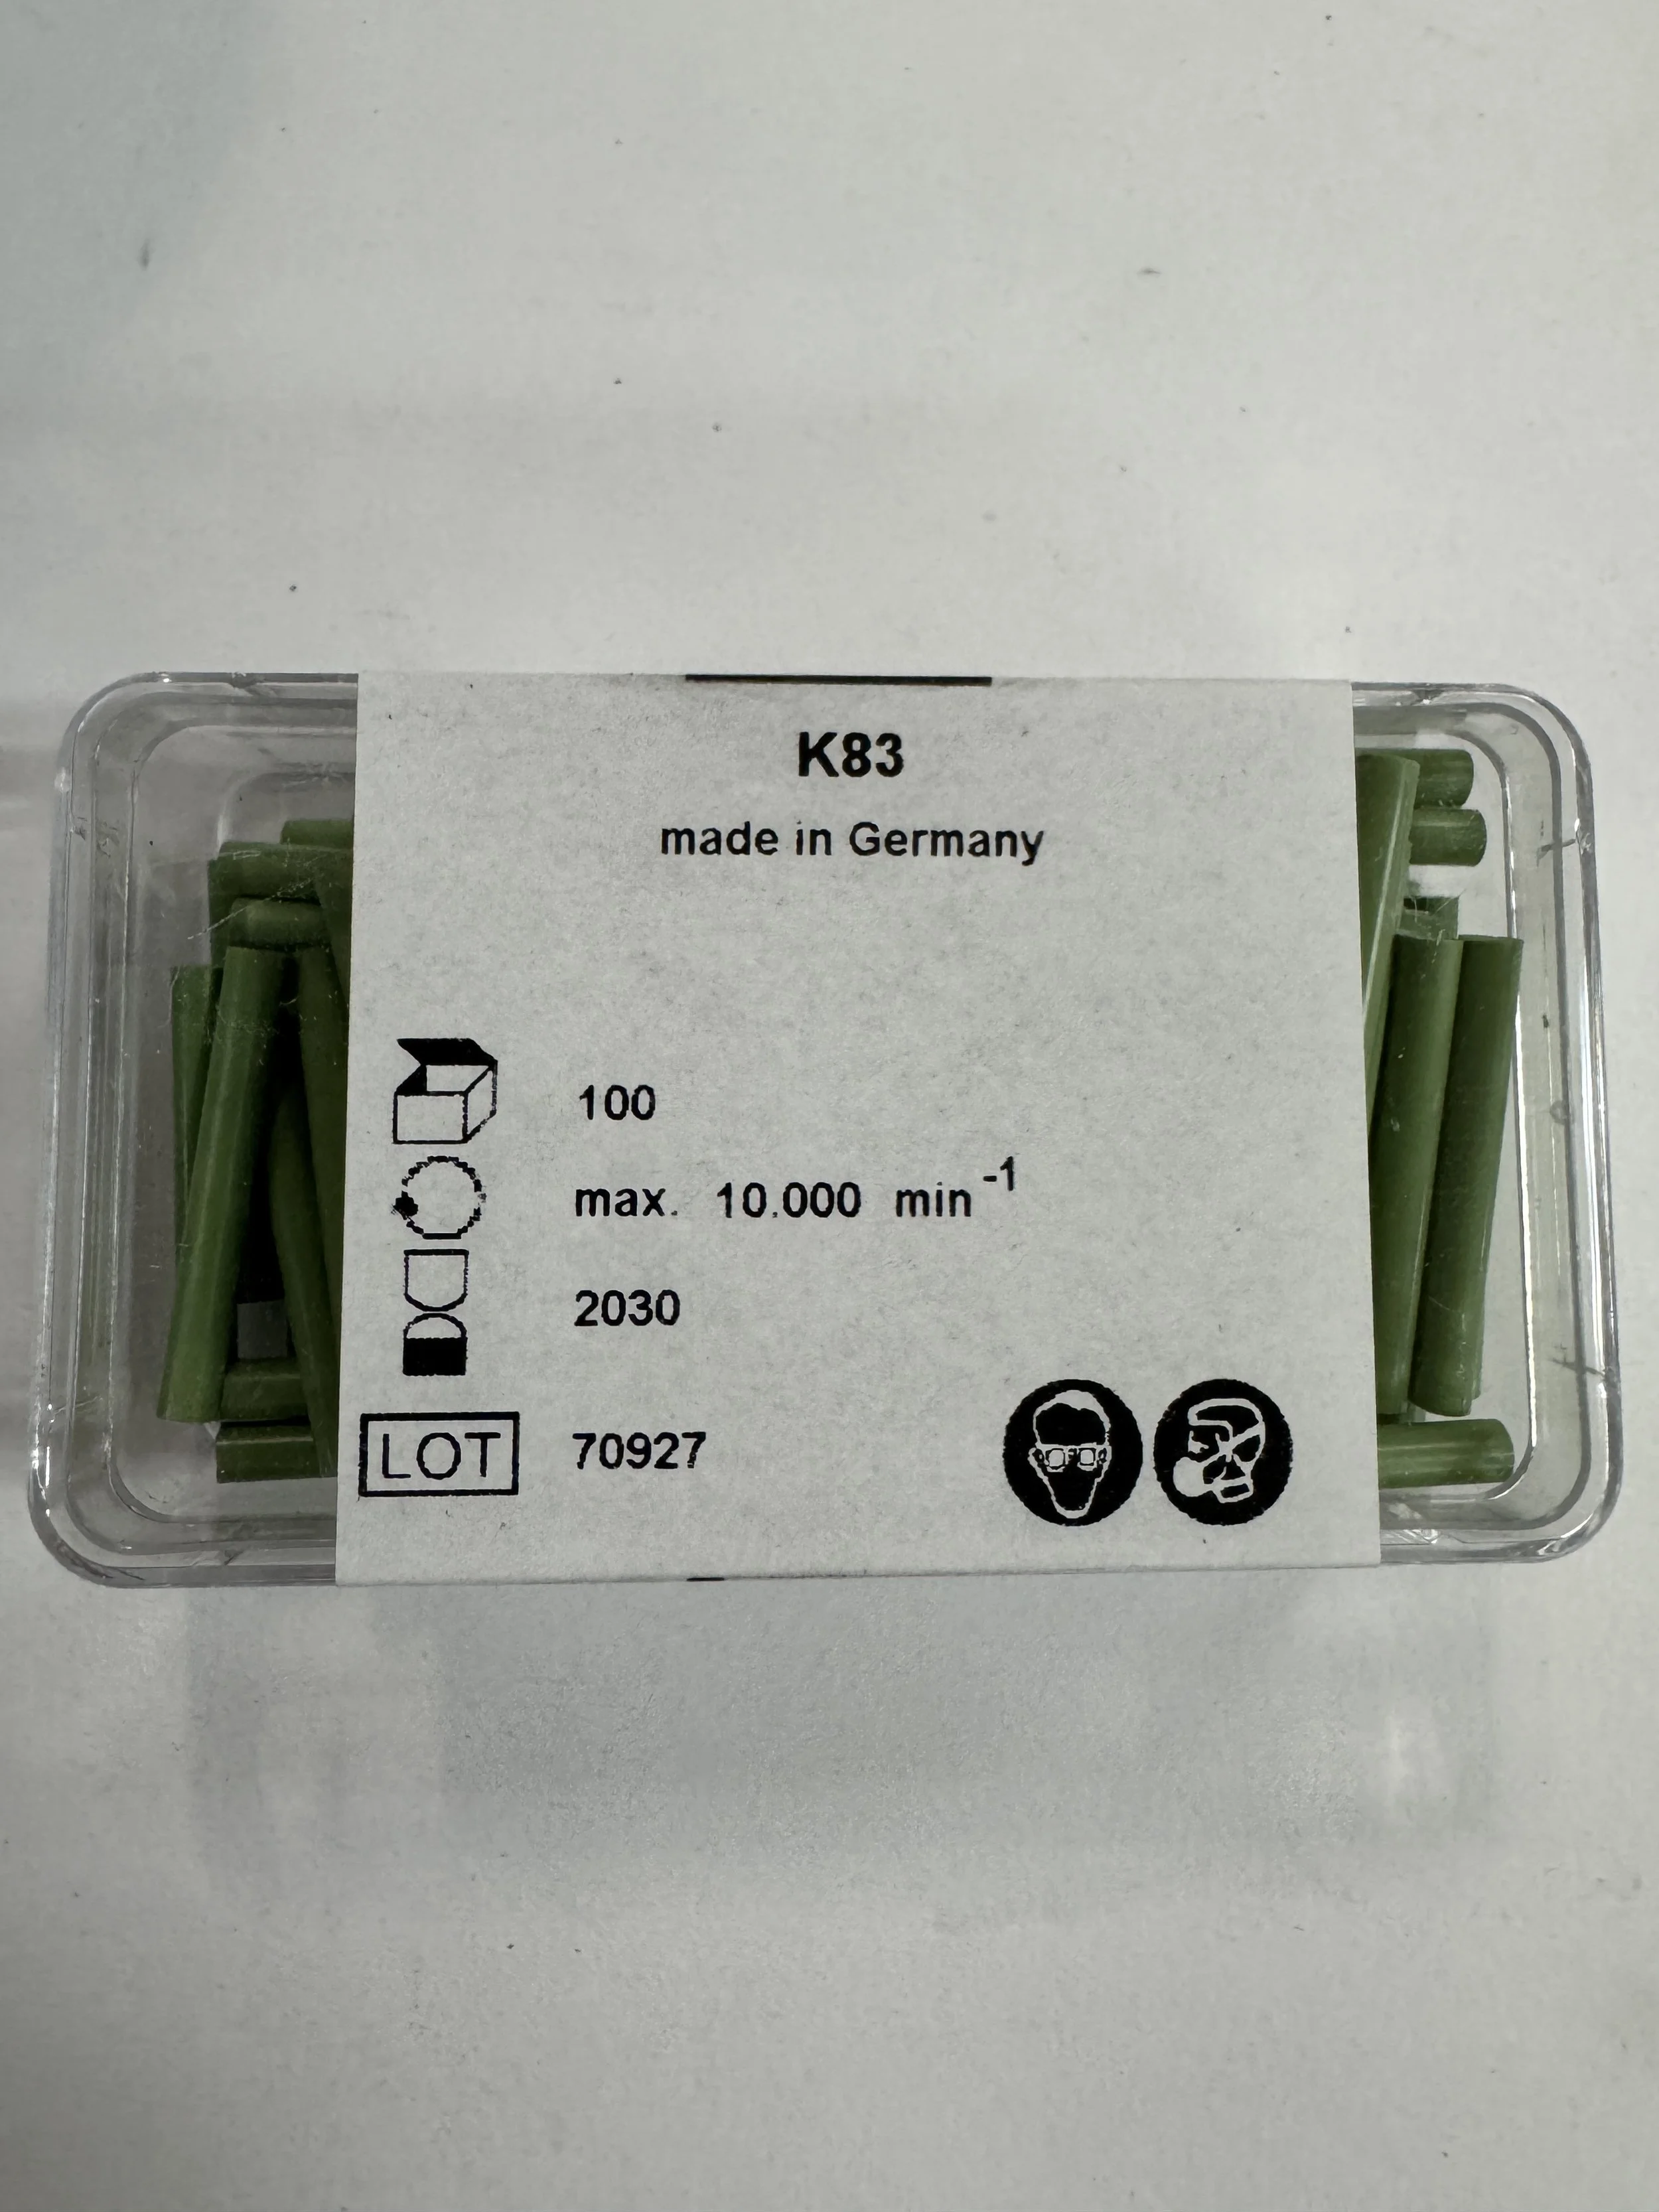 K83
made in Germany
100
max. 10.000 min⁻¹
2030
LOT 70927